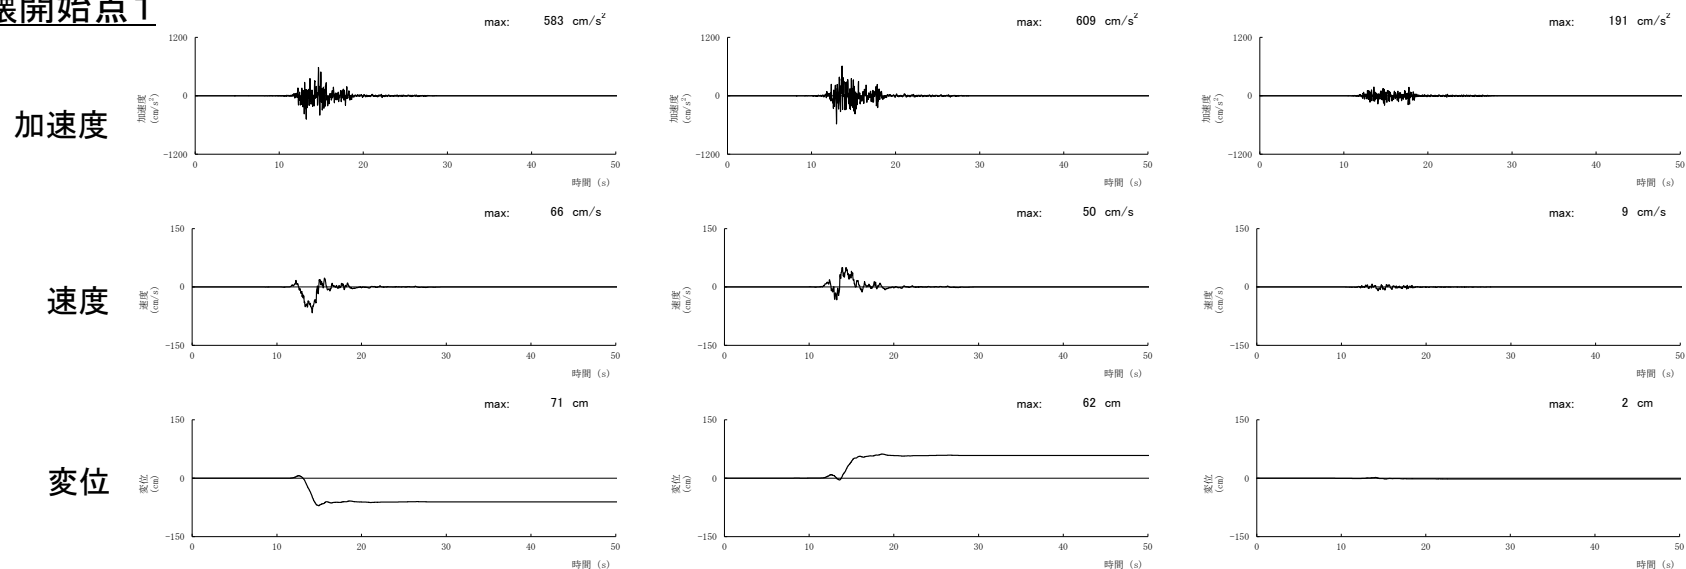 壊開始点1
max: 583 cm/s² max: 609 cm/s² max: 191 cm/s²
加速度
加速度 (cm/s²) 1200 0 -1200 0 10 20 30 40 50 時間 (s)
加速度 (cm/s²) 1200 0 -1200 0 10 20 30 40 50 時間 (s)
加速度 (cm/s²) 1200 0 -1200 0 10 20 30 40 50 時間 (s)
max: 66 cm/s max: 50 cm/s max: 9 cm/s
速度
速度 (cm/s) 150 0 -150 0 10 20 30 40 50 時間 (s)
速度 (cm/s) 150 0 -150 0 10 20 30 40 50 時間 (s)
速度 (cm/s) 150 0 -150 0 10 20 30 40 50 時間 (s)
max: 71 cm max: 62 cm max: 2 cm
変位
変位 (cm) 150 0 -150 0 10 20 30 40 50 時間 (s)
変位 (cm) 150 0 -150 0 10 20 30 40 50 時間 (s)
変位 (cm) 150 0 -150 0 10 20 30 40 50 時間 (s)